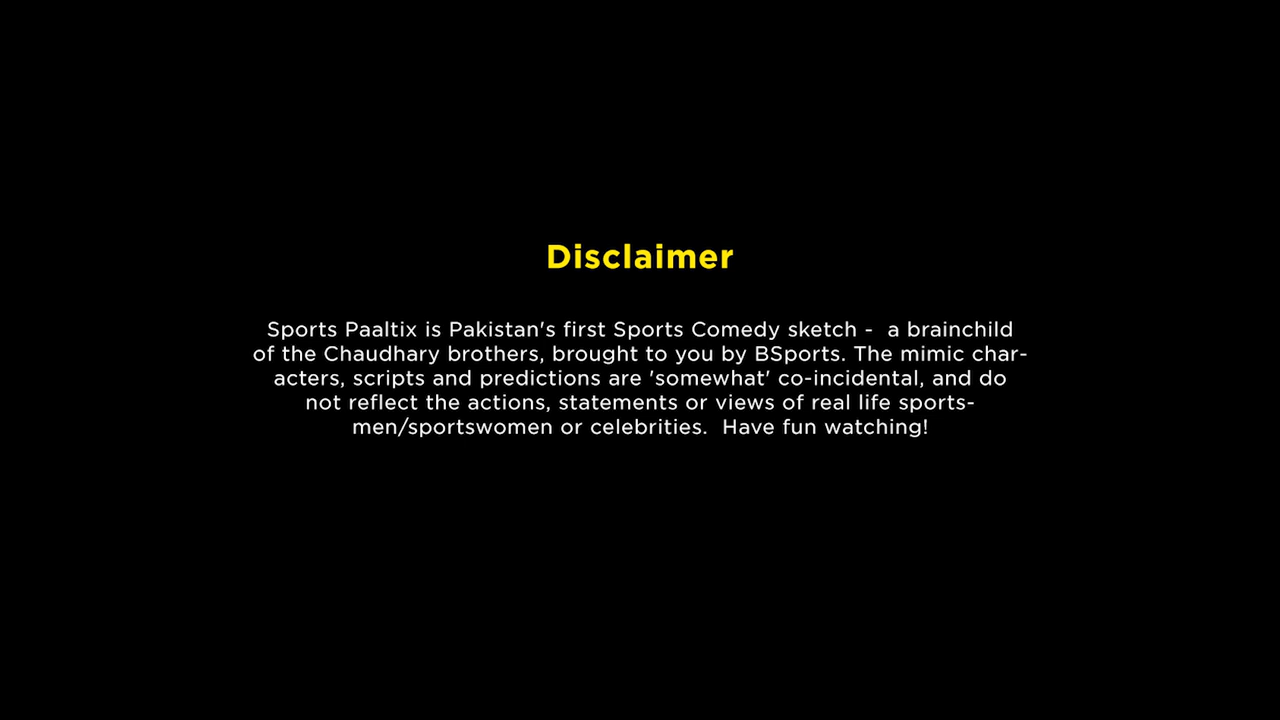 Disclaimer
Sports Paaltix is Pakistan's first Sports Comedy sketch -  a brainchild
of the Chaudhary brothers, brought to you by BSports. The mimic char-
acters, scripts and predictions are 'somewhat' co-incidental, and do
not reflect the actions, statements or views of real life sports-
men/sportswomen or celebrities.  Have fun watching!